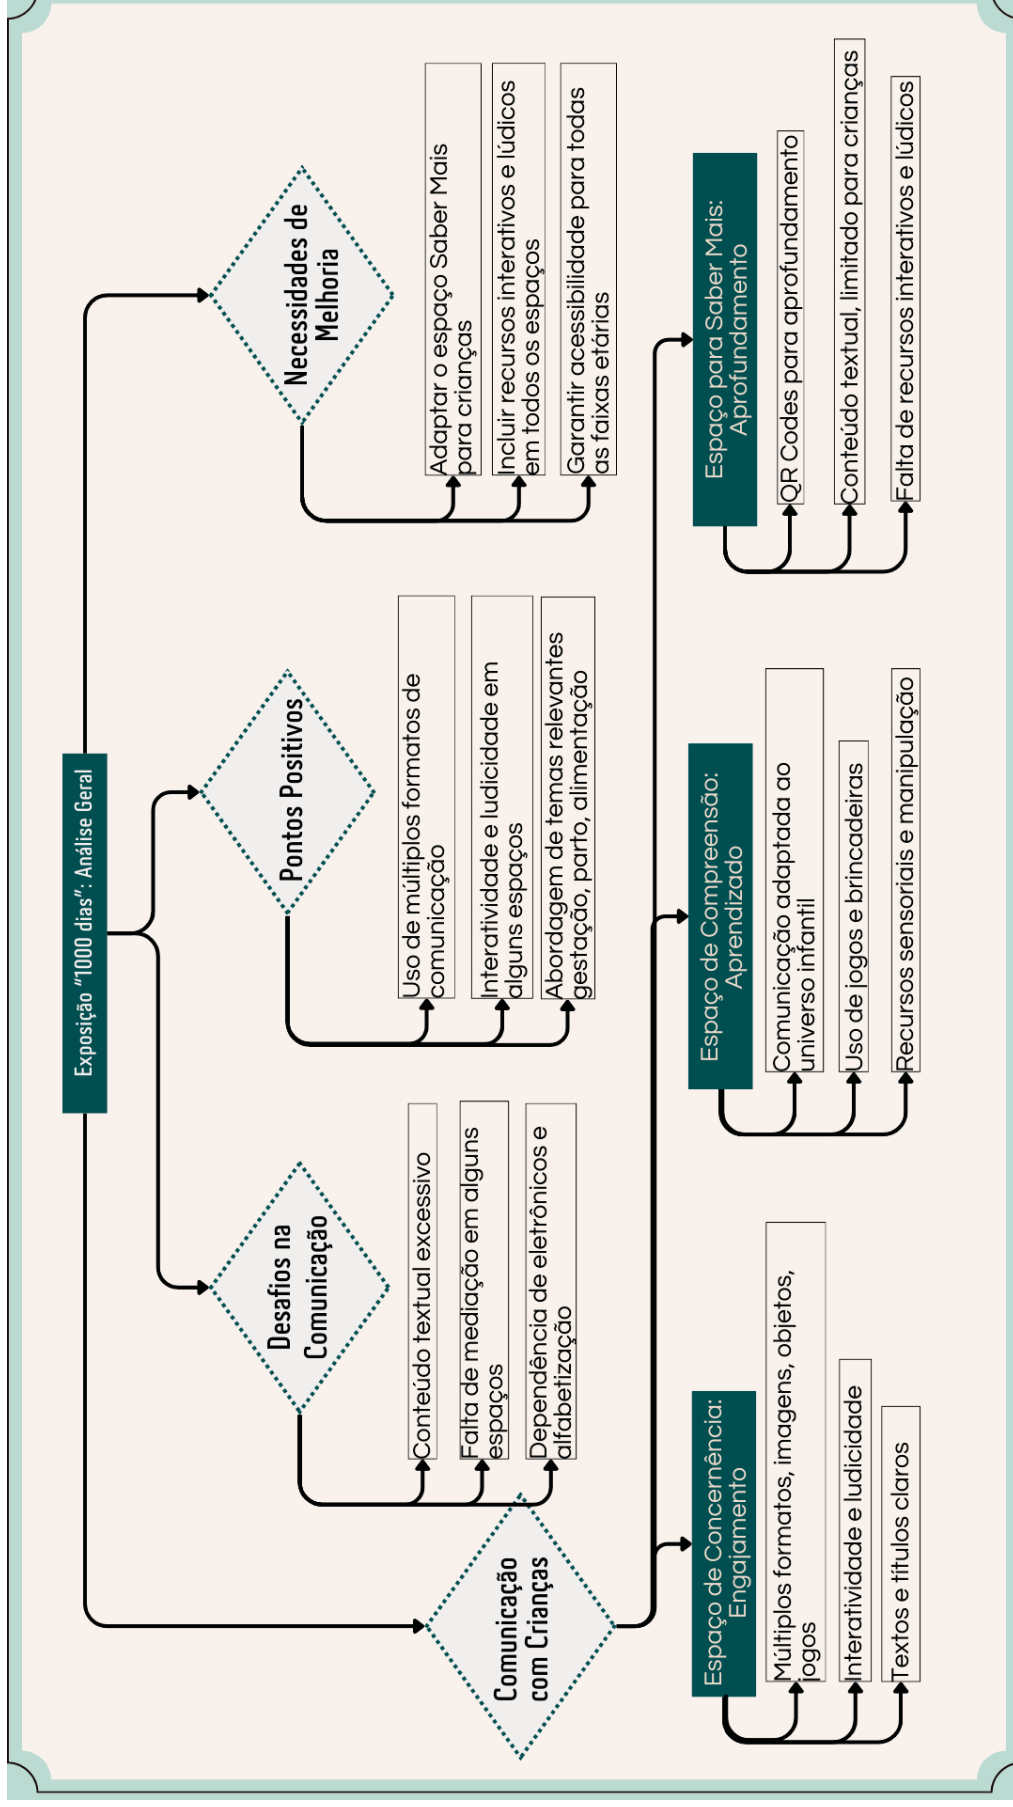 Exposição “1000 dias”: Análise Geral
Comunicação
com Crianças
Desafios na
Comunicação
Conteúdo textual excessivo
Falta de mediação em alguns
espaços
Dependência de eletrônicos e
alfabetização
Pontos Positivos
Uso de múltiplos formatos de
comunicação
Interatividade e ludicidade em
alguns espaços
Abordagem de temas relevantes
gestação, parto, alimentação
Necessidades de
Melhoria
Adaptar o espaço Saber Mais
para crianças
Incluir recursos interativos e lúdicos
em todos os espaços
Garantir acessibilidade para todas
as faixas etárias
Espaço de Concernência:
Engajamento
Múltiplos formatos, imagens, objetos,
jogos
Interatividade e ludicidade
Textos e títulos claros
Espaço de Compreensão:
Aprendizado
Comunicação adaptada ao
universo infantil
Uso de jogos e brincadeiras
Recursos sensoriais e manipulação
Espaço para Saber Mais:
Aprofundamento
QR Codes para aprofundamento
Conteúdo textual, limitado para crianças
Falta de recursos interativos e lúdicos